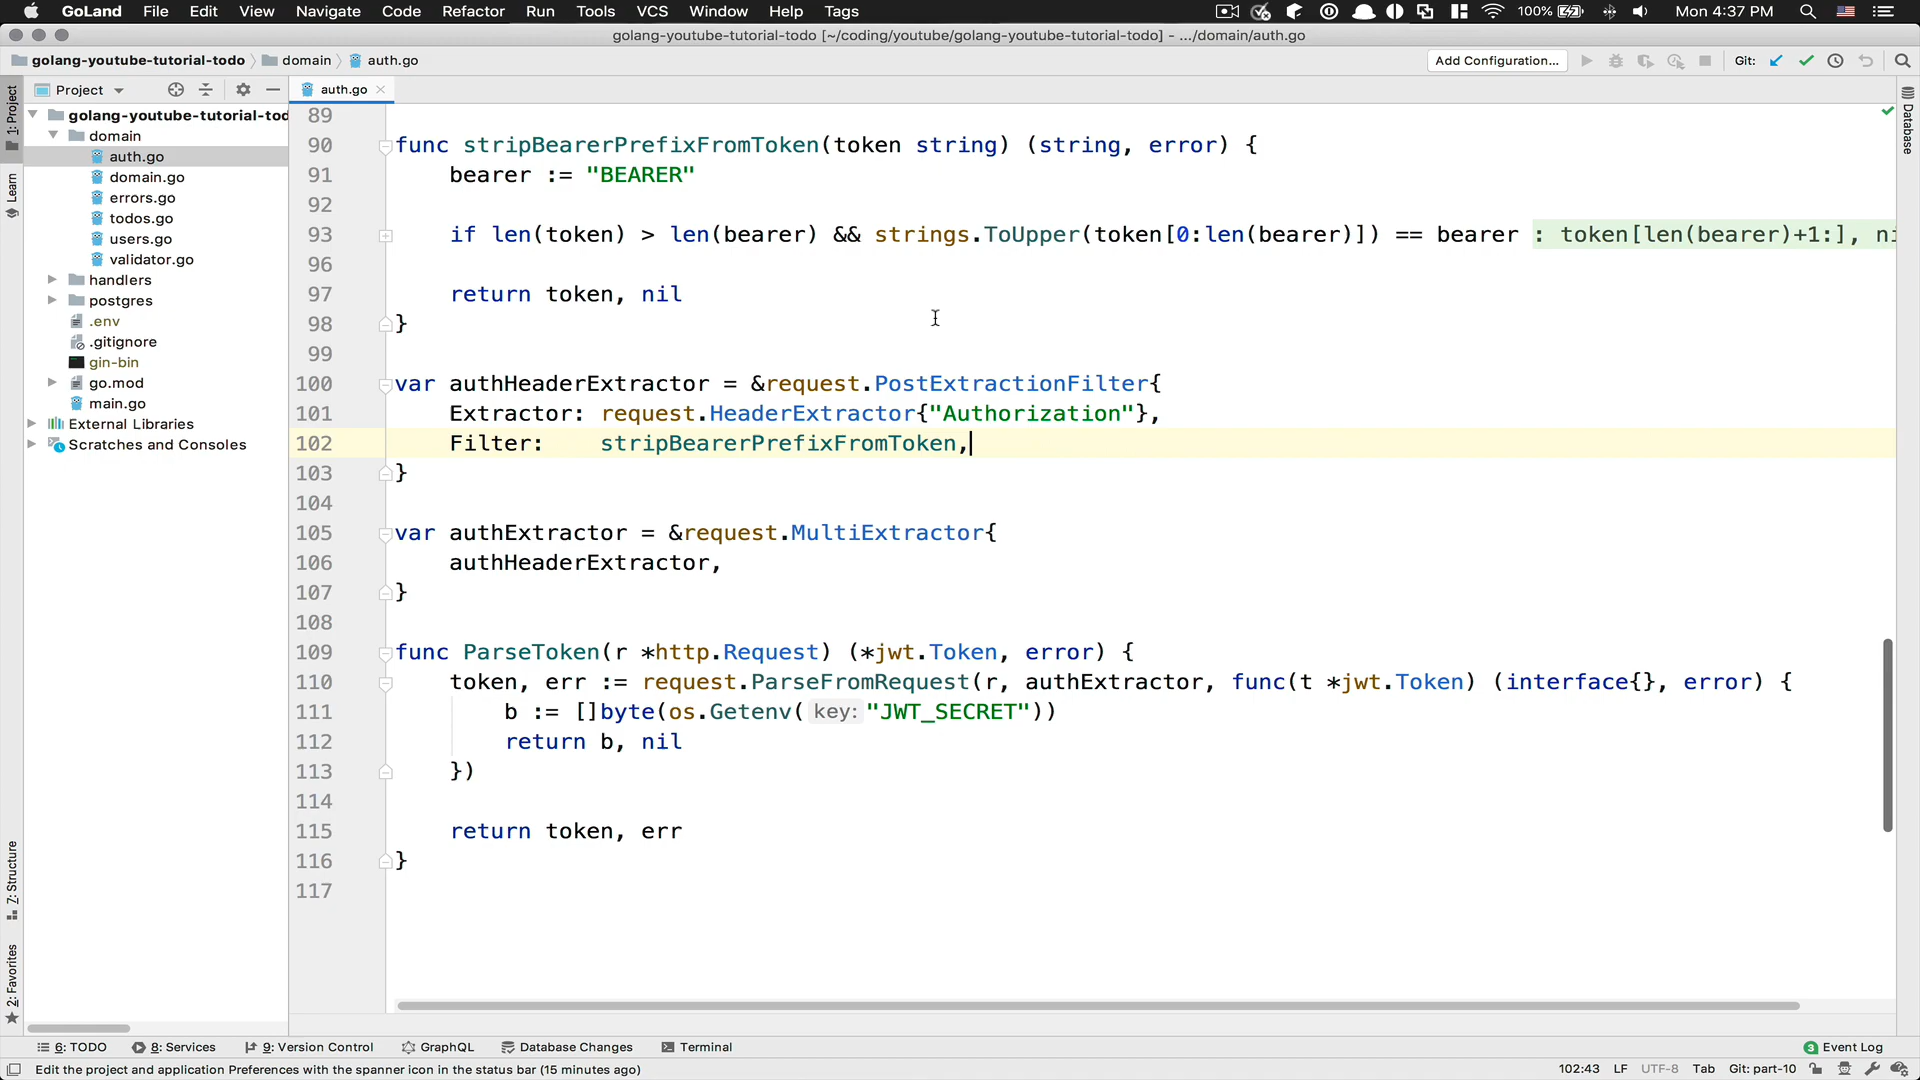 GoLand File Edit View Navigate Code Refactor Run Tools VCS Window Help Tags 100% Mon 4:37 PM
golang-youtube-tutorial-todo [~/coding/youtube/golang-youtube-tutorial-todo] - .../domain/auth.go
golang-youtube-tutorial-todo domain auth.go Add Configuration... Git:
1: Project
Learn
7: Structure
2: Favorites
Project
golang-youtube-tutorial-tod
domain
auth.go
domain.go
errors.go
todos.go
users.go
validator.go
handlers
postgres
.env
.gitignore
gin-bin
go.mod
main.go
External Libraries
Scratches and Consoles
auth.go
89
90 func stripBearerPrefixFromToken(token string) (string, error) {
91 bearer := "BEARER"
92
93 if len(token) > len(bearer) && strings.ToUpper(token[0:len(bearer)]) == bearer : token[len(bearer)+1:], ni
96
97 return token, nil
98 }
99
100 var authHeaderExtractor = &request.PostExtractionFilter{
101 Extractor: request.HeaderExtractor{"Authorization"},
102 Filter: stripBearerPrefixFromToken,
103 }
104
105 var authExtractor = &request.MultiExtractor{
106 authHeaderExtractor,
107 }
108
109 func ParseToken(r *http.Request) (*jwt.Token, error) {
110 token, err := request.ParseFromRequest(r, authExtractor, func(t *jwt.Token) (interface{}, error) {
111 b := []byte(os.Getenv( key: "JWT_SECRET"))
112 return b, nil
113 })
114
115 return token, err
116 }
117
Database
6: TODO 8: Services 9: Version Control GraphQL Database Changes Terminal 3 Event Log
Edit the project and application Preferences with the spanner icon in the status bar (15 minutes ago) 102:43 LF UTF-8 Tab Git: part-10